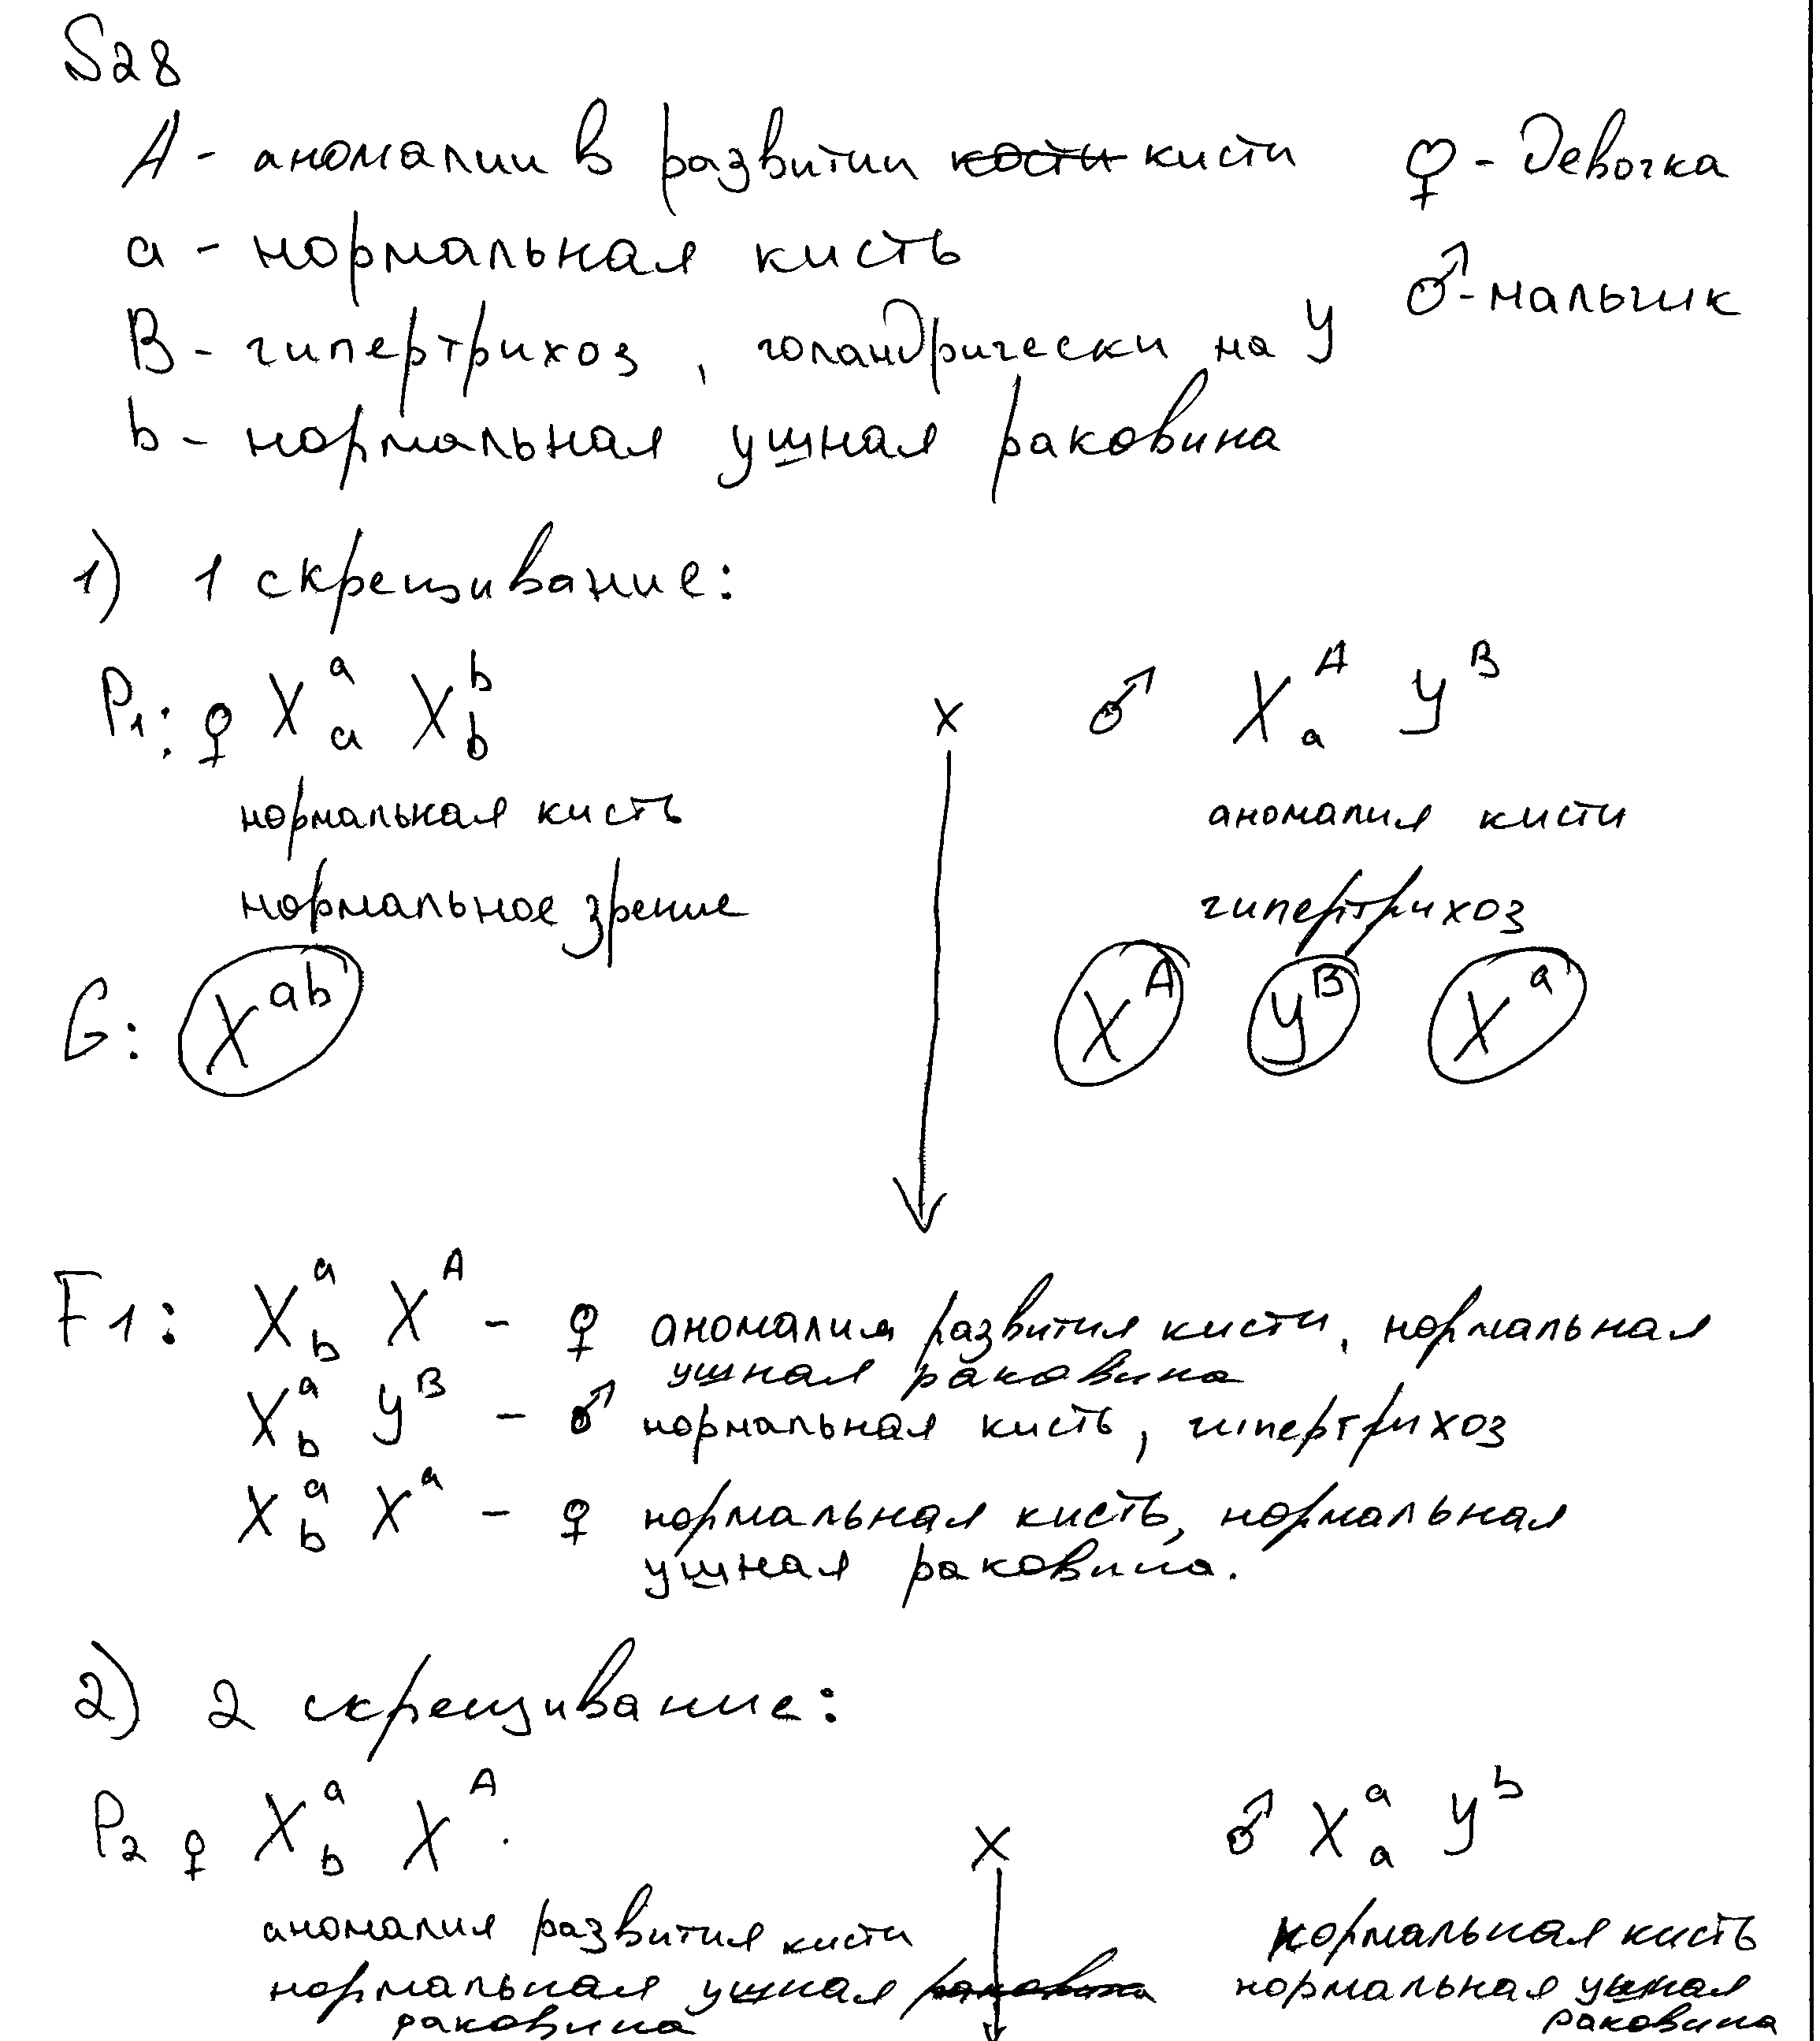 S28
A - аномалии в развитии кости кисти ♀ - девочка
a - нормальная кисть ♂ - мальчик
B - гипертрихоз, голандрически на У
b - нормальная ушная раковина
1) 1 скрещивание:
P1: ♀ X^a_a X^b_b x ♂ X^A_a У^B
нормальная кисть аномалия кисти
нормальное зрение гипертрихоз
G: X^ab X^A У^B X^a
F1: X^a_b X^A - ♀ аномалия развития кисти, нормальная
ушная раковина
X^a_b У^B - ♂ нормальная кисть, гипертрихоз
X^a_b X^a - ♀ нормальная кисть, нормальная
ушная раковина.
2) 2 скрещивание:
P2 ♀ X^a_b X^A . x ♂ X^a_a У^b
аномалия развития кисти нормальная кисть
нормальная ушная раковина нормальная ушная
раковина раковина